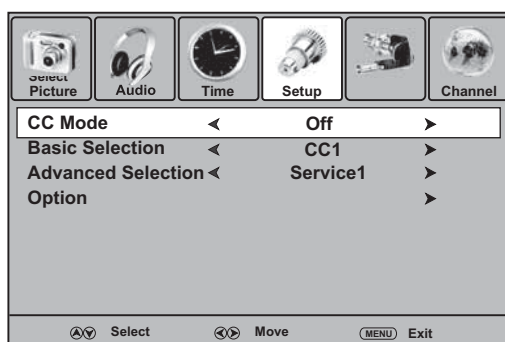 Select
Picture Audio Time Setup Channel
CC Mode Off
Basic Selection CC1
Advanced Selection Service1
Option
Select Move MENU Exit